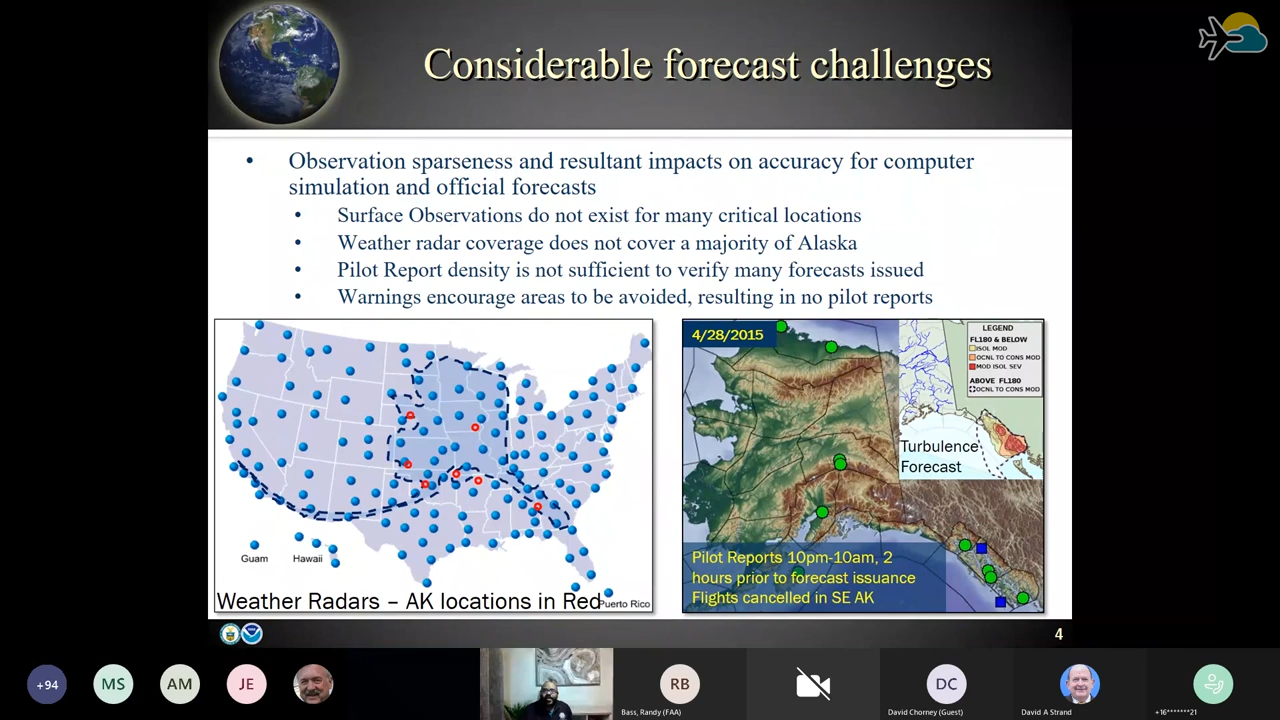 Considerable forecast challenges
• Observation sparseness and resultant impacts on accuracy for computer
simulation and official forecasts
• Surface Observations do not exist for many critical locations
• Weather radar coverage does not cover a majority of Alaska
• Pilot Report density is not sufficient to verify many forecasts issued
• Warnings encourage areas to be avoided, resulting in no pilot reports
Guam
Hawaii
Puerto Rico
Weather Radars – AK locations in Red
4/28/2015
LEGEND
FL180 & BELOW
ISOL MOD
OCNL TO CONS MOD
MOD ISOL SEV
ABOVE FL180
OCNL TO CONS MOD
Turbulence
Forecast
Pilot Reports 10pm-10am, 2
hours prior to forecast issuance
Flights cancelled in SE AK
4
+94
MS
AM
JE
RB
Bass, Randy (FAA)
DC
David Chorney (Guest)
David A Strand
+16*******21